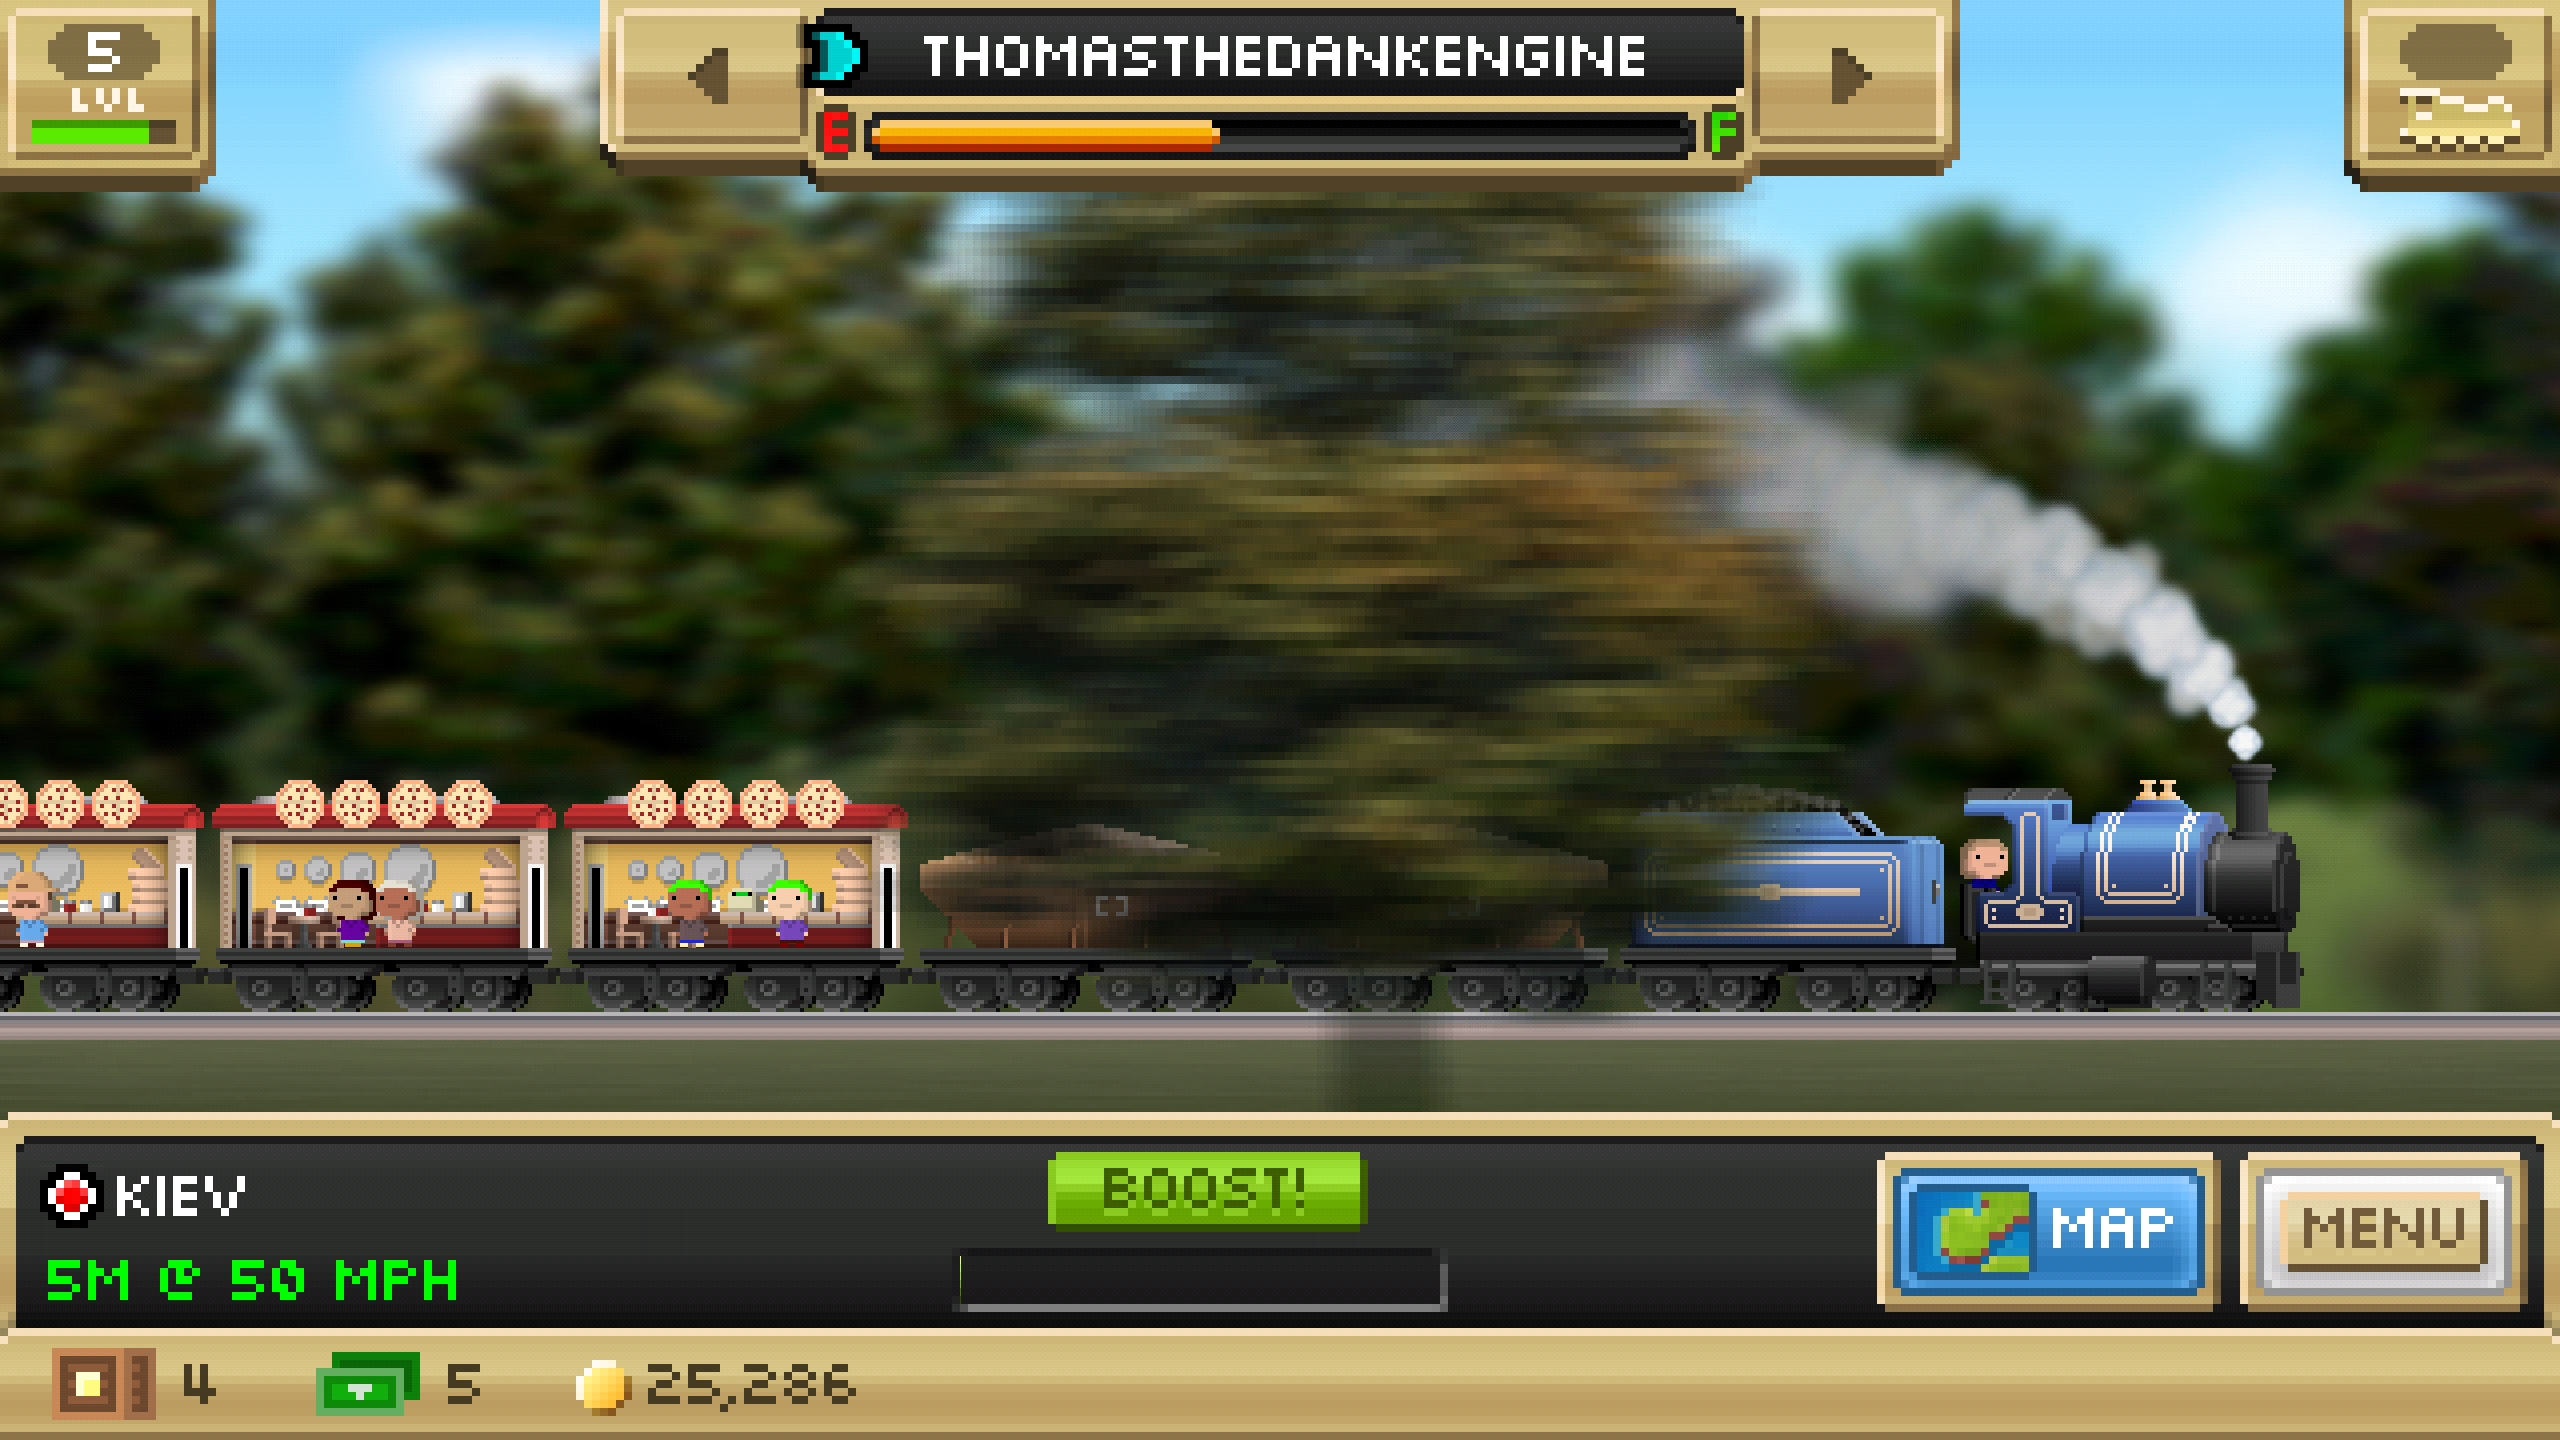 5
LVL
THOMASTHEDANKENGINE
E F
KIEV
5M @ 50 MPH
BOOST!
MAP
MENU
4
5
25,286